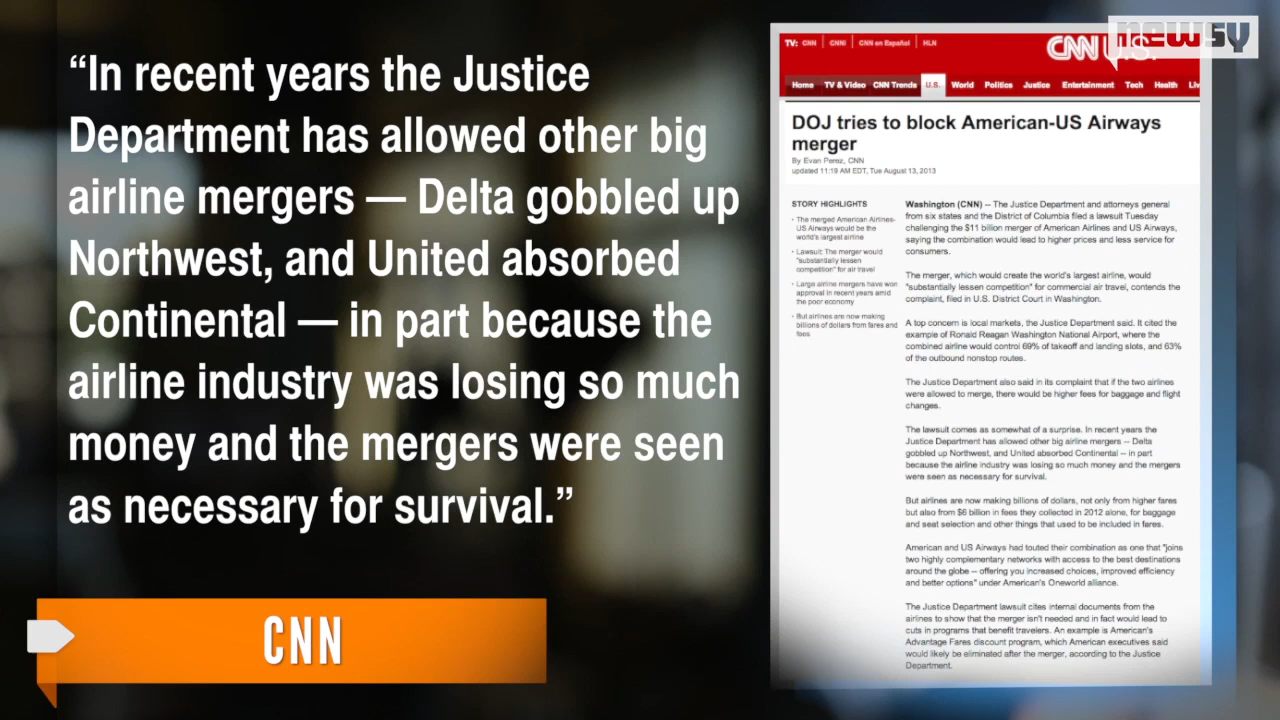 “In recent years the Justice
Department has allowed other big
airline mergers — Delta gobbled up
Northwest, and United absorbed
Continental — in part because the
airline industry was losing so much
money and the mergers were seen
as necessary for survival.”
CNN
newsy
TV: CNN CNNI CNN en Español HLN
CNN U.S.
Home TV & Video CNN Trends U.S. World Politics Justice Entertainment Tech Health Liv
DOJ tries to block American-US Airways
merger
By Evan Perez, CNN
updated 11:19 AM EDT, Tue August 13, 2013
STORY HIGHLIGHTS
The merged American Airlines-
US Airways would be the
world's largest airline
Lawsuit: The merger would
"substantially lessen
competition" for air travel
Large airline mergers have won
approval in recent years amid
the poor economy
But airlines are now making
billions of dollars from fares and
fees
Washington (CNN) -- The Justice Department and attorneys general
from six states and the District of Columbia filed a lawsuit Tuesday
challenging the $11 billion merger of American Airlines and US Airways,
saying the combination would lead to higher prices and less service for
consumers.
The merger, which would create the world's largest airline, would
"substantially lessen competition" for commercial air travel, contends the
complaint, filed in U.S. District Court in Washington.
A top concern is local markets, the Justice Department said. It cited the
example of Ronald Reagan Washington National Airport, where the
combined airline would control 69% of takeoff and landing slots, and 63%
of the outbound nonstop routes.
The Justice Department also said in its complaint that if the two airlines
were allowed to merge, there would be higher fees for baggage and flight
changes.
The lawsuit comes as somewhat of a surprise. In recent years the
Justice Department has allowed other big airline mergers -- Delta
gobbled up Northwest, and United absorbed Continental -- in part
because the airline industry was losing so much money and the mergers
were seen as necessary for survival.
But airlines are now making billions of dollars, not only from higher fares
but also from $6 billion in fees they collected in 2012 alone, for baggage
and seat selection and other things that used to be included in fares.
American and US Airways had touted their combination as one that "joins
two highly complementary networks with access to the best destinations
around the globe -- offering you increased choices, improved efficiency
and better options" under American's Oneworld alliance.
The Justice Department lawsuit cites internal documents from the
airlines to show that the merger isn't needed and in fact would lead to
cuts in programs that benefit travelers. An example is American's
Advantage Fares discount program, which American executives said
would likely be eliminated after the merger, according to the Justice
Department.